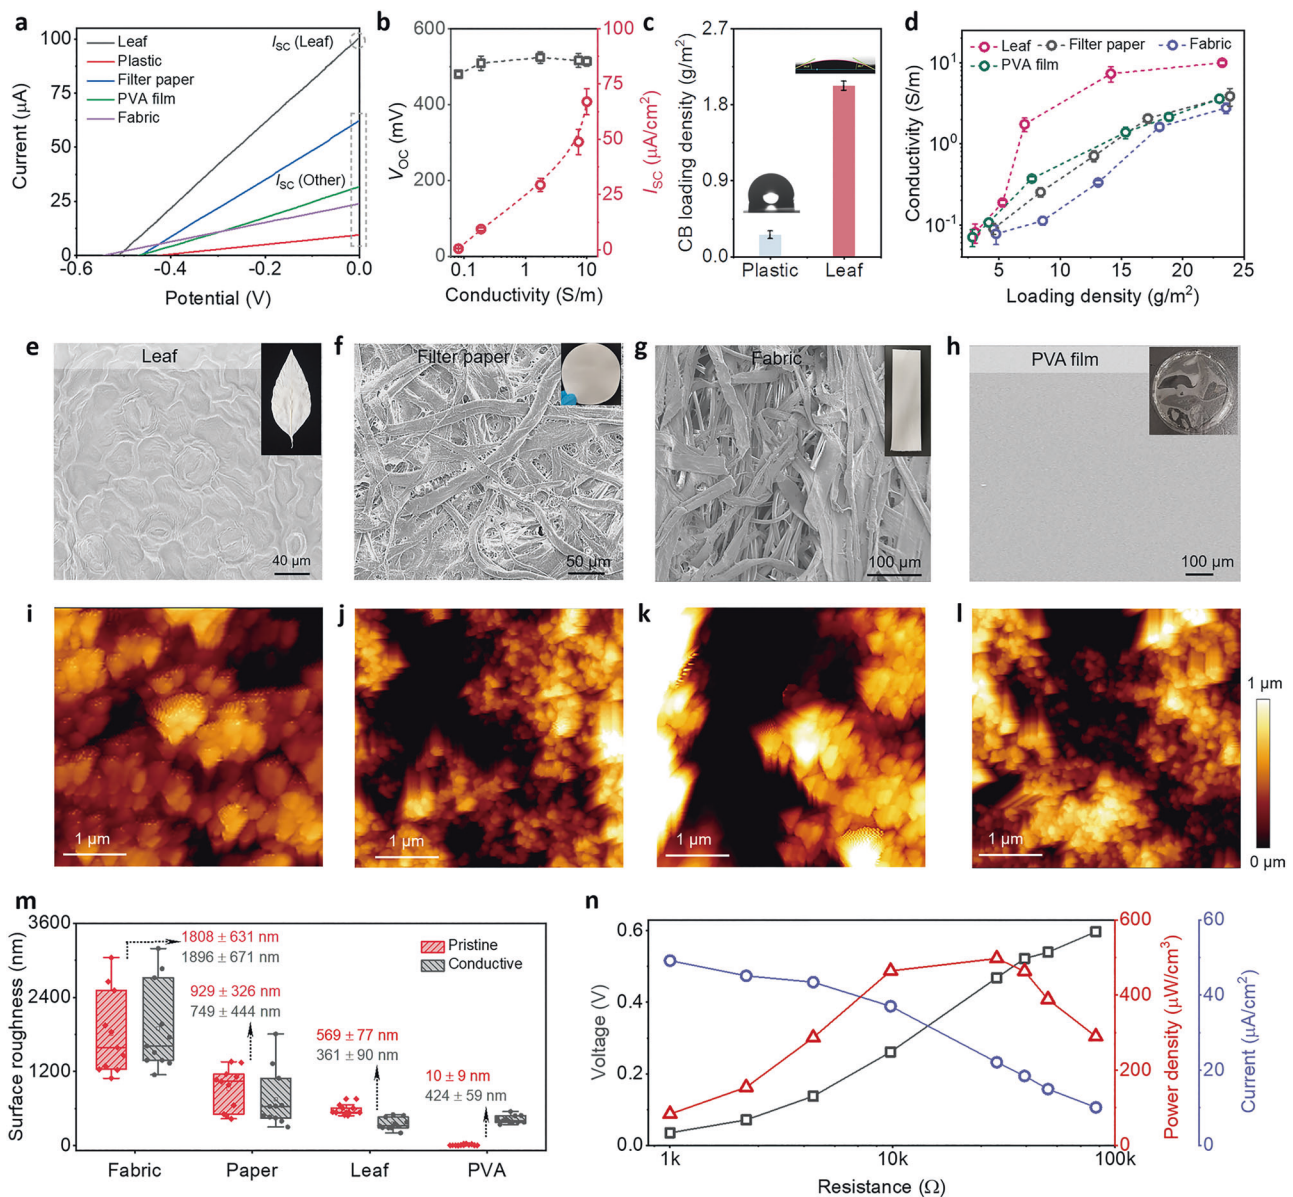 a
100
75
50
25
0
Current (μA)
Leaf
Plastic
Filter paper
PVA film
Fabric
ISC (Leaf)
ISC (Other)
-0.6
-0.4
-0.2
0.0
Potential (V)
b
600
400
200
0
VOC (mV)
100
75
50
25
0
ISC (μA/cm2)
0.1
1
10
Conductivity (S/m)
c
2.7
1.8
0.9
0.0
CB loading density (g/m2)
Plastic
Leaf
d
101
100
10-1
Conductivity (S/m)
Leaf
Filter paper
Fabric
PVA film
5
10
15
20
25
Loading density (g/m2)
e
Leaf
40 μm
f
Filter paper
50 μm
g
Fabric
100 μm
h
PVA film
100 μm
i
1 μm
j
1 μm
k
1 μm
l
1 μm
1 μm
0 μm
m
3600
2400
1200
0
Surface roughness (nm)
1808 ± 631 nm
1896 ± 671 nm
929 ± 326 nm
749 ± 444 nm
569 ± 77 nm
361 ± 90 nm
10 ± 9 nm
424 ± 59 nm
Pristine
Conductive
Fabric
Paper
Leaf
PVA
n
0.6
0.4
0.2
0.0
Voltage (V)
600
400
200
0
Power density (μW/cm3)
60
40
20
0
Current (μA/cm2)
1k
10k
100k
Resistance (Ω)